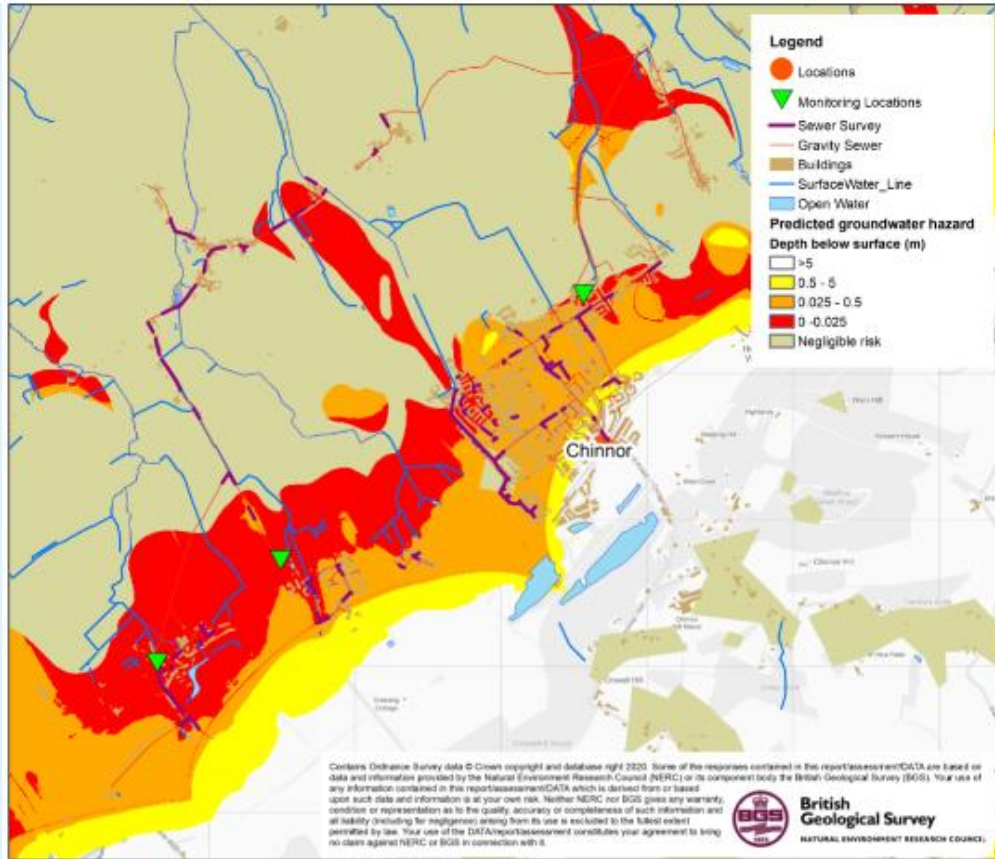 Legend
Locations
Monitoring Locations
Sewer Survey
Gravity Sewer
Buildings
SurfaceWater_Line
Open Water
Predicted groundwater hazard
Depth below surface (m)
>5
0.5 - 5
0.025 - 0.5
0 -0.025
Negligible risk
Chinnor
Chinnor Hill
Contains Ordnance Survey data © Crown copyright and database right 2020. Some of the responses contained in this report/assessment/DATA are based on
data and information provided by the Natural Environment Research Council (NERC) or its component body the British Geological Survey (BGS). Your use of
any information contained in this report/assessment/DATA which is derived from or based
upon such data and information is at your own risk. Neither NERC nor BGS gives any warranty,
condition or representation as to the quality, accuracy or completeness of such information and
all liability (including for negligence) arising from its use is excluded to the fullest extent
permitted by law. Your use of the DATA/report/assessment constitutes your agreement to bring
no claim against NERC or BGS in connection with it.
BGS
British
Geological Survey
NATURAL ENVIRONMENT RESEARCH COUNCIL